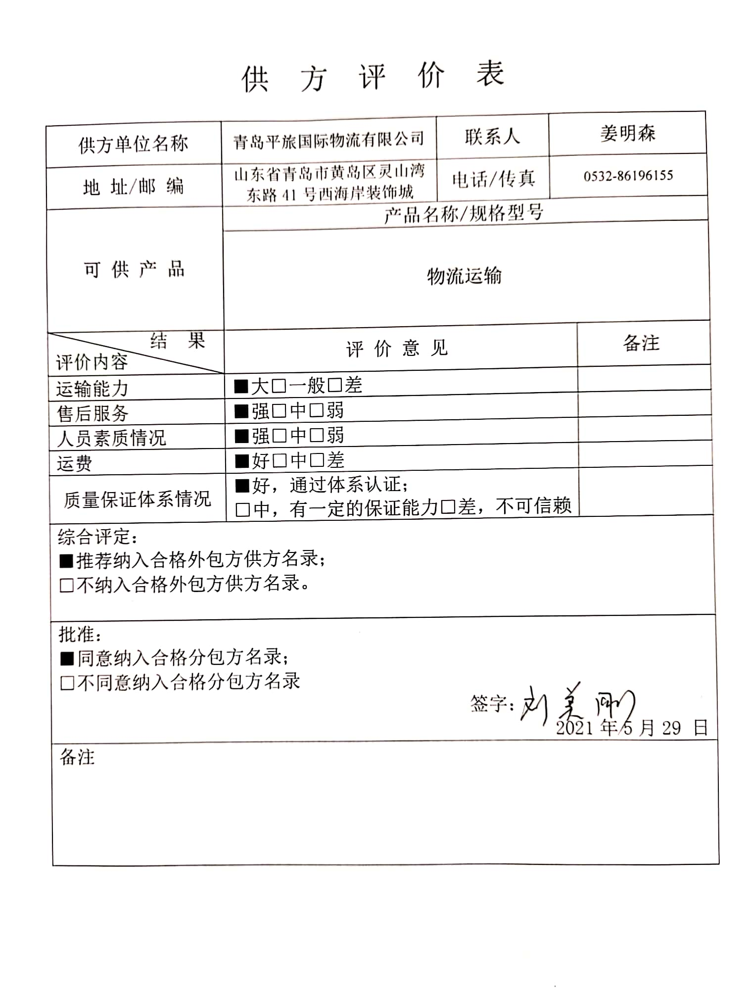 供 方 评 价 表
供方单位名称 青岛平旅国际物流有限公司 联系人 姜明森
地 址/邮 编 山东省青岛市黄岛区灵山湾
东路 41 号西海岸装饰城 电话/传真 0532-86196155
产品名称/规格型号
可 供 产 品 物流运输
结 果
评价内容 评 价 意 见 备注
运输能力 ■大□一般□差
售后服务 ■强□中□弱
人员素质情况 ■强□中□弱
运费 ■好□中□差
质量保证体系情况 ■好，通过体系认证；
□中，有一定的保证能力□差，不可信赖
综合评定：
■推荐纳入合格外包方供方名录；
□不纳入合格外包方供方名录。
批准：
■同意纳入合格分包方名录；
□不同意纳入合格分包方名录
签字：刘美刚
2021 年 5 月 29 日
备注